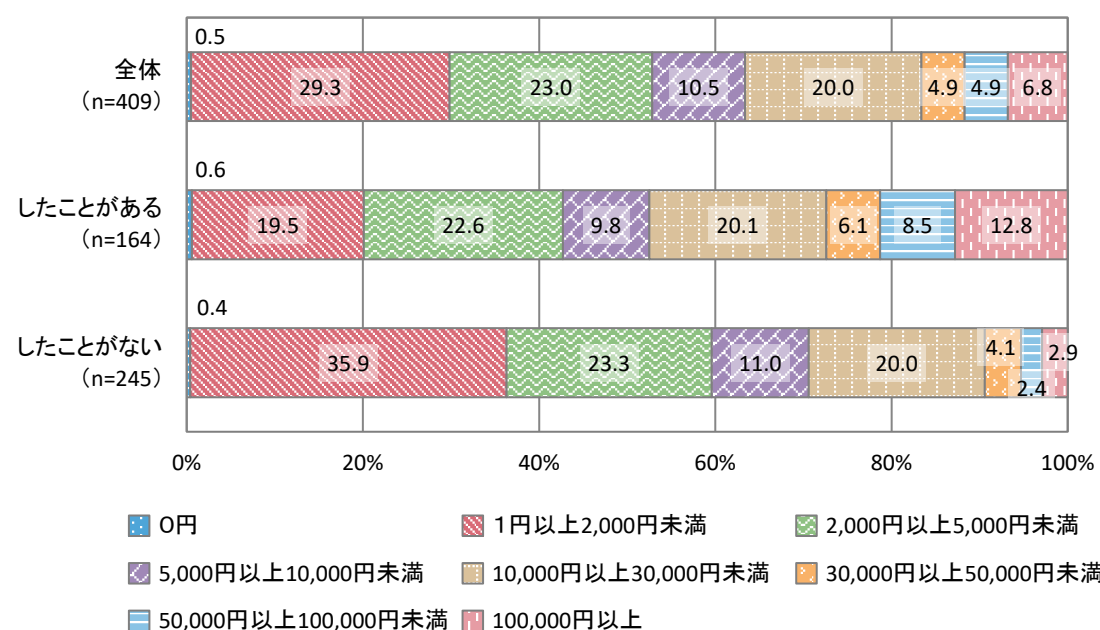 0.5
全体
（n=409）
29.3 23.0 10.5 20.0 4.9 4.9 6.8
0.6
したことがある
（n=164）
19.5 22.6 9.8 20.1 6.1 8.5 12.8
0.4
したことがない
（n=245）
35.9 23.3 11.0 20.0 4.1 2.4 2.9
0% 20% 40% 60% 80% 100%
０円 １円以上2,000円未満 2,000円以上5,000円未満
5,000円以上10,000円未満 10,000円以上30,000円未満 30,000円以上50,000円未満
50,000円以上100,000円未満 100,000円以上